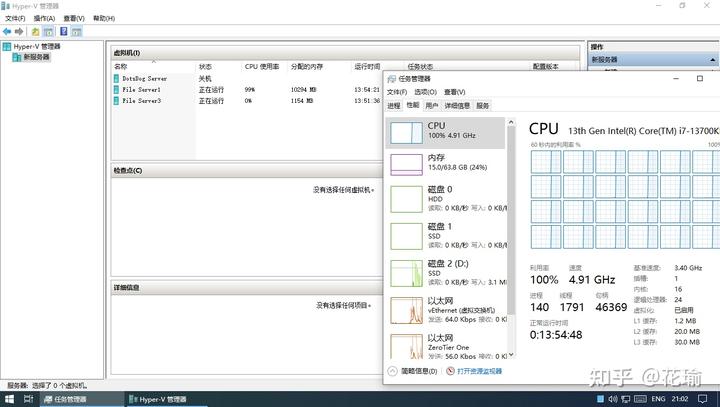 Hyper-V 管理器
文件(F) 操作(A) 查看(V) 帮助(H)
Hyper-V 管理器
新服务器
虚拟机(I)
名称 状态 CPU 使用率 分配的内存 运行时间 任务状态 配置版本
DotsDog Server 关机
File Server1 正在运行 99% 10294 MB 13:54:21
File Server3 正在运行 0% 1154 MB 13:51:36
检查点(C)
没有选择任何虚拟机。
详细信息
没有选择任何项目。
操作
新服务器
任务管理器
文件(F) 选项(O) 查看(V)
进程 性能 用户 详细信息 服务
CPU
100% 4.91 GHz
内存
15.0/63.8 GB (24%)
磁盘 0
HDD
读取: 0 KB/秒 写入: 0 KB/
磁盘 1
SSD
读取: 0 KB/秒 写入: 0 KB/
磁盘 2 (D:)
SSD
读取: 0 KB/秒 写入: 3.1 M
以太网
vEthernet (虚拟交换机)
发送: 64.0 Kbps 接收: 0 K
以太网
ZeroTier One
发送: 56.0 Kbps 接收: 0 K
CPU 13th Gen Intel(R) Core(TM) i7-13700K
60 秒内的利用率 % 100%
利用率 速度
100% 4.91 GHz
进程 线程 句柄
140 1791 46369
正常运行时间
0:13:54:48
基准速度: 3.40 GHz
插槽: 1
内核: 16
逻辑处理器: 24
虚拟化: 已启用
L1 缓存: 1.2 MB
L2 缓存: 20.0 MB
L3 缓存: 30.0 MB
简略信息(D) 打开资源监视器
知乎 @花瑜
服务器: 选择了 0 个虚拟机。
任务管理器 Hyper-V 管理器 ENG 21:02